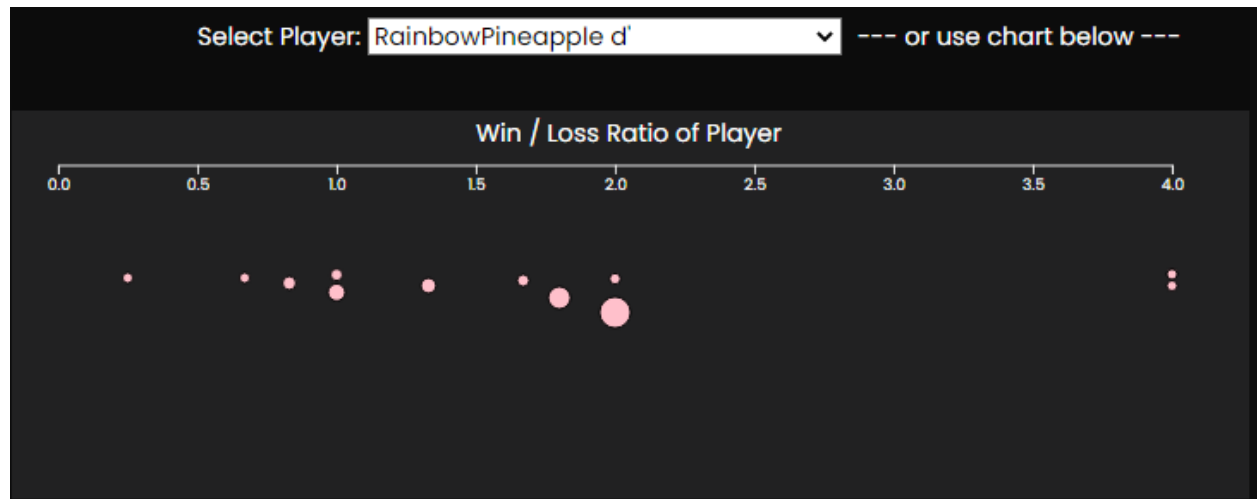 Select Player: RainbowPineapple d' --- or use chart below ---
Win / Loss Ratio of Player
0.0 0.5 1.0 1.5 2.0 2.5 3.0 3.5 4.0